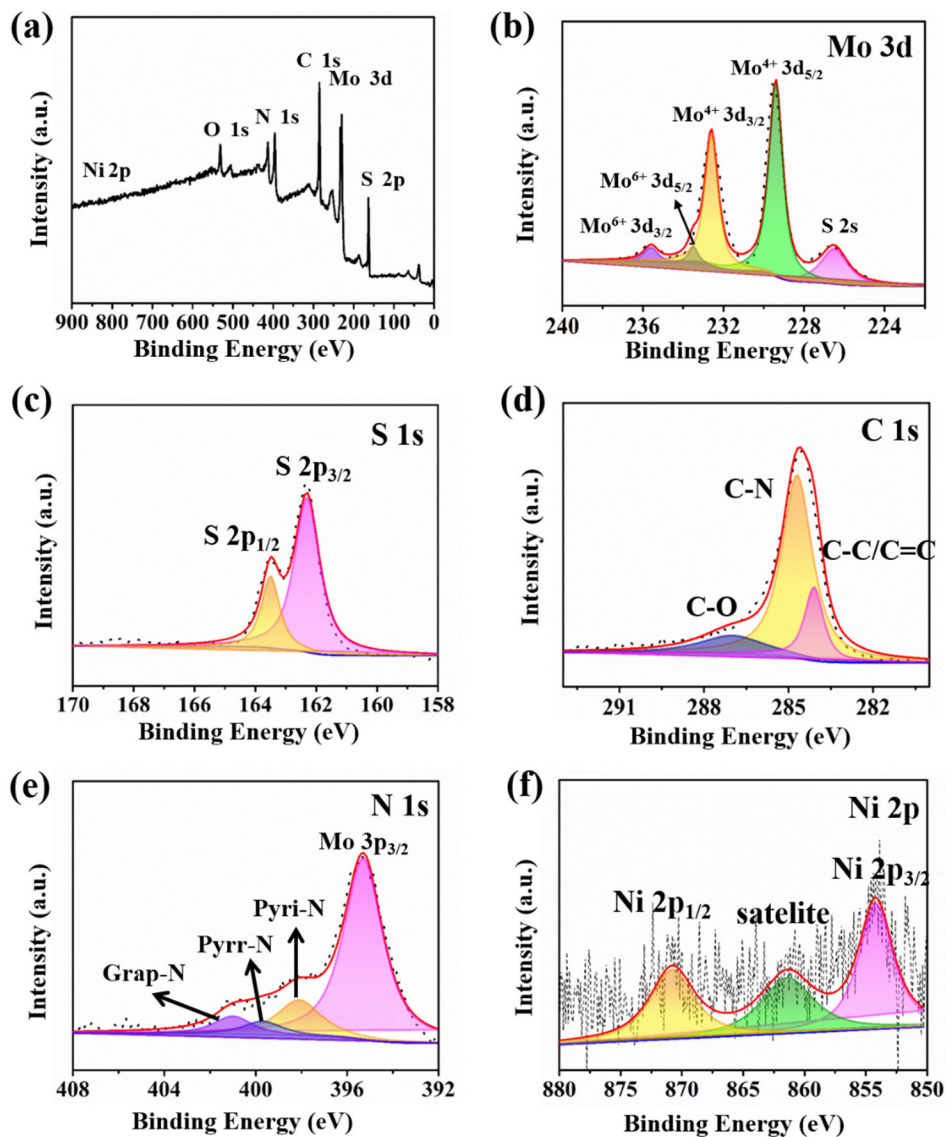 (a)
C 1s
Mo 3d
O 1s
N 1s
Ni 2p
S 2p
Intensity (a.u.)
900 800 700 600 500 400 300 200 100 0
Binding Energy (eV)
(b)
Mo 3d
Mo⁴⁺ 3d₅/₂
Mo⁴⁺ 3d₃/₂
Mo⁶⁺ 3d₅/₂
Mo⁶⁺ 3d₃/₂
S 2s
Intensity (a.u.)
240 236 232 228 224
Binding Energy (eV)
(c)
S 1s
S 2p₃/₂
S 2p₁/₂
Intensity (a.u.)
170 168 166 164 162 160 158
Binding Energy (eV)
(d)
C 1s
C-N
C-C/C=C
C-O
Intensity (a.u.)
291 288 285 282
Binding Energy (eV)
(e)
N 1s
Mo 3p₃/₂
Pyri-N
Pyrr-N
Grap-N
Intensity (a.u.)
408 404 400 396 392
Binding Energy (eV)
(f)
Ni 2p
Ni 2p₃/₂
Ni 2p₁/₂
satelite
Intensity (a.u.)
880 875 870 865 860 855 850
Binding Energy (eV)